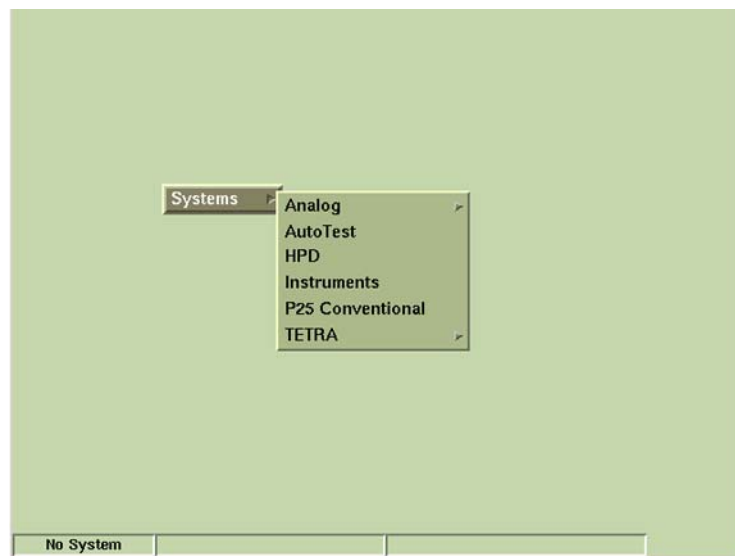 Systems
Analog
AutoTest
HPD
Instruments
P25 Conventional
TETRA
No System